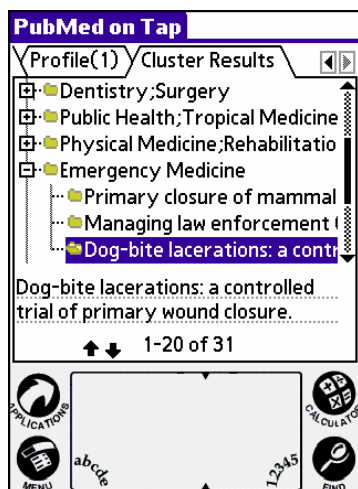 PubMed on Tap
Profile(1) Cluster Results
Dentistry;Surgery
Public Health;Tropical Medicine
Physical Medicine;Rehabilitatio
Emergency Medicine
Primary closure of mammal
Managing law enforcement
Dog-bite lacerations: a contr
Dog-bite lacerations: a controlled
trial of primary wound closure.
1-20 of 31
APPLICATIONS
CALCULATOR
MENU
abcde
12345
FIND